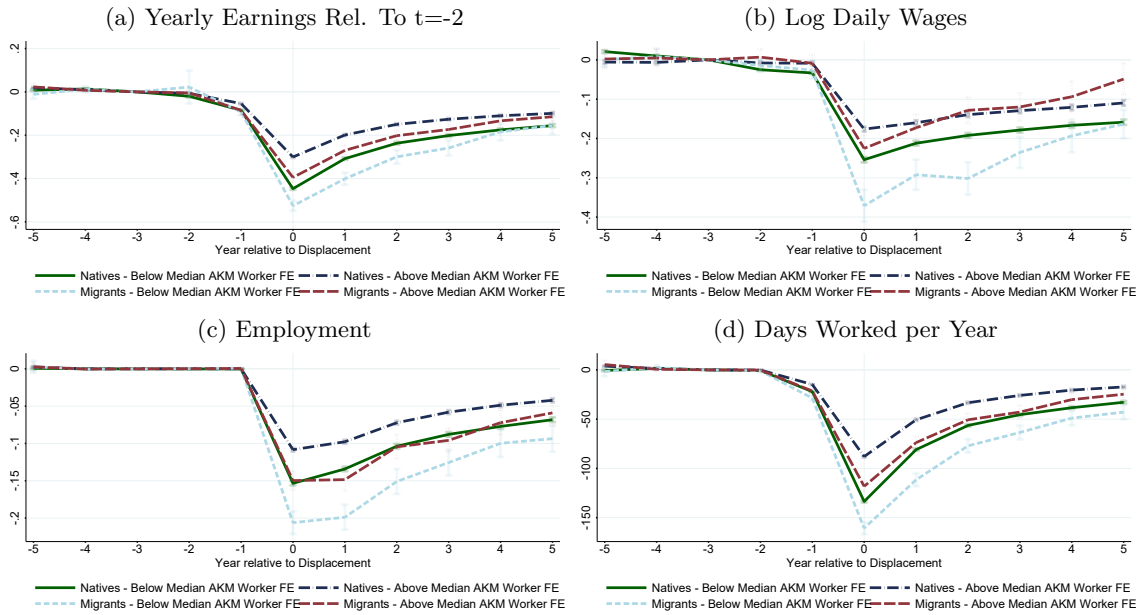 (a) Yearly Earnings Rel. To t=-2
.2
0
-.2
-.4
-.6
-5 -4 -3 -2 -1 0 1 2 3 4 5
Year relative to Displacement
Natives - Below Median AKM Worker FE Natives - Above Median AKM Worker FE
Migrants - Below Median AKM Worker FE Migrants - Above Median AKM Worker FE
(b) Log Daily Wages
0
-.1
-.2
-.3
-.4
-5 -4 -3 -2 -1 0 1 2 3 4 5
Year relative to Displacement
Natives - Below Median AKM Worker FE Natives - Above Median AKM Worker FE
Migrants - Below Median AKM Worker FE Migrants - Above Median AKM Worker FE
(c) Employment
0
-.05
-.1
-.15
-.2
-5 -4 -3 -2 -1 0 1 2 3 4 5
Year relative to Displacement
Natives - Below Median AKM Worker FE Natives - Above Median AKM Worker FE
Migrants - Below Median AKM Worker FE Migrants - Above Median AKM Worker FE
(d) Days Worked per Year
0
-50
-100
-150
-5 -4 -3 -2 -1 0 1 2 3 4 5
Year relative to Displacement
Natives - Below Median AKM Worker FE Natives - Above Median AKM Worker FE
Migrants - Below Median AKM Worker FE Migrants - Above Median AKM Worker FE